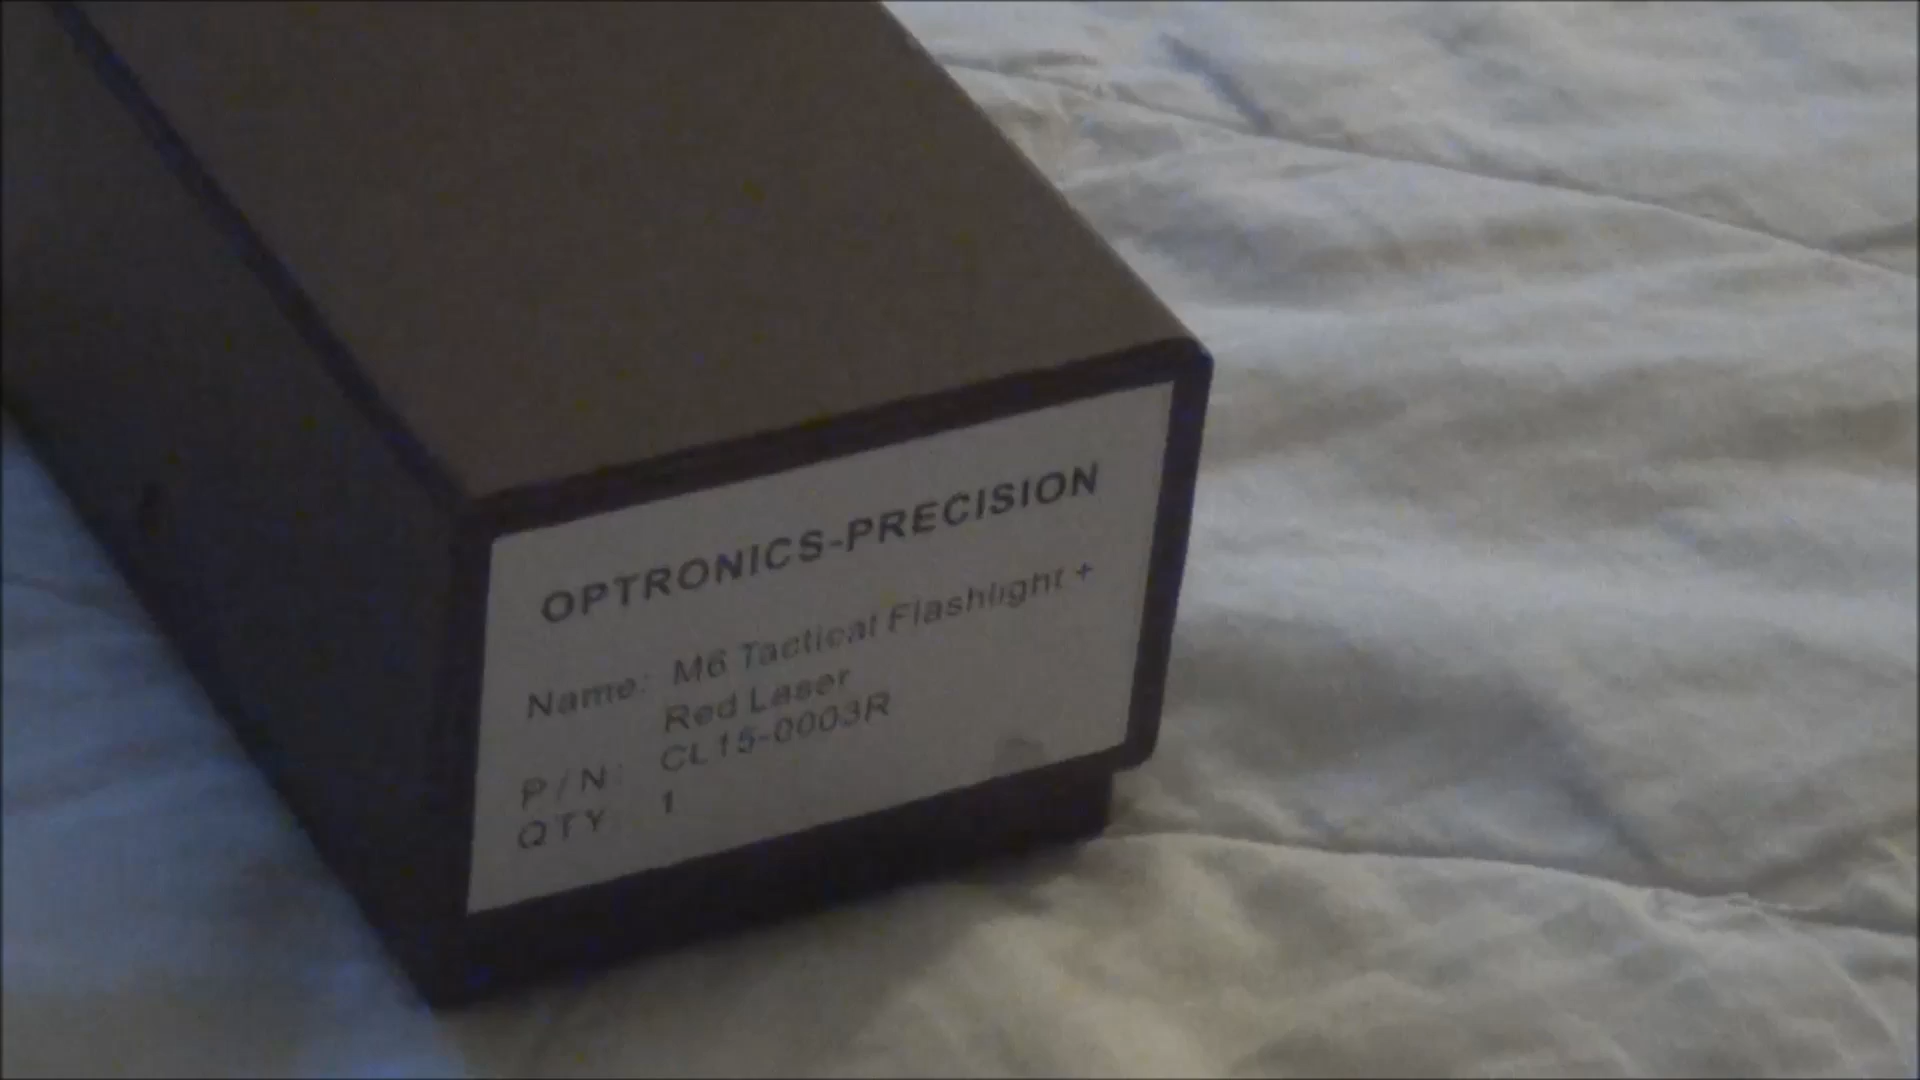 OPTRONICS-PRECISION
Name: M6 Tactical Flashlight +
Red Laser
P/N: CL15-0003R
QTY 1